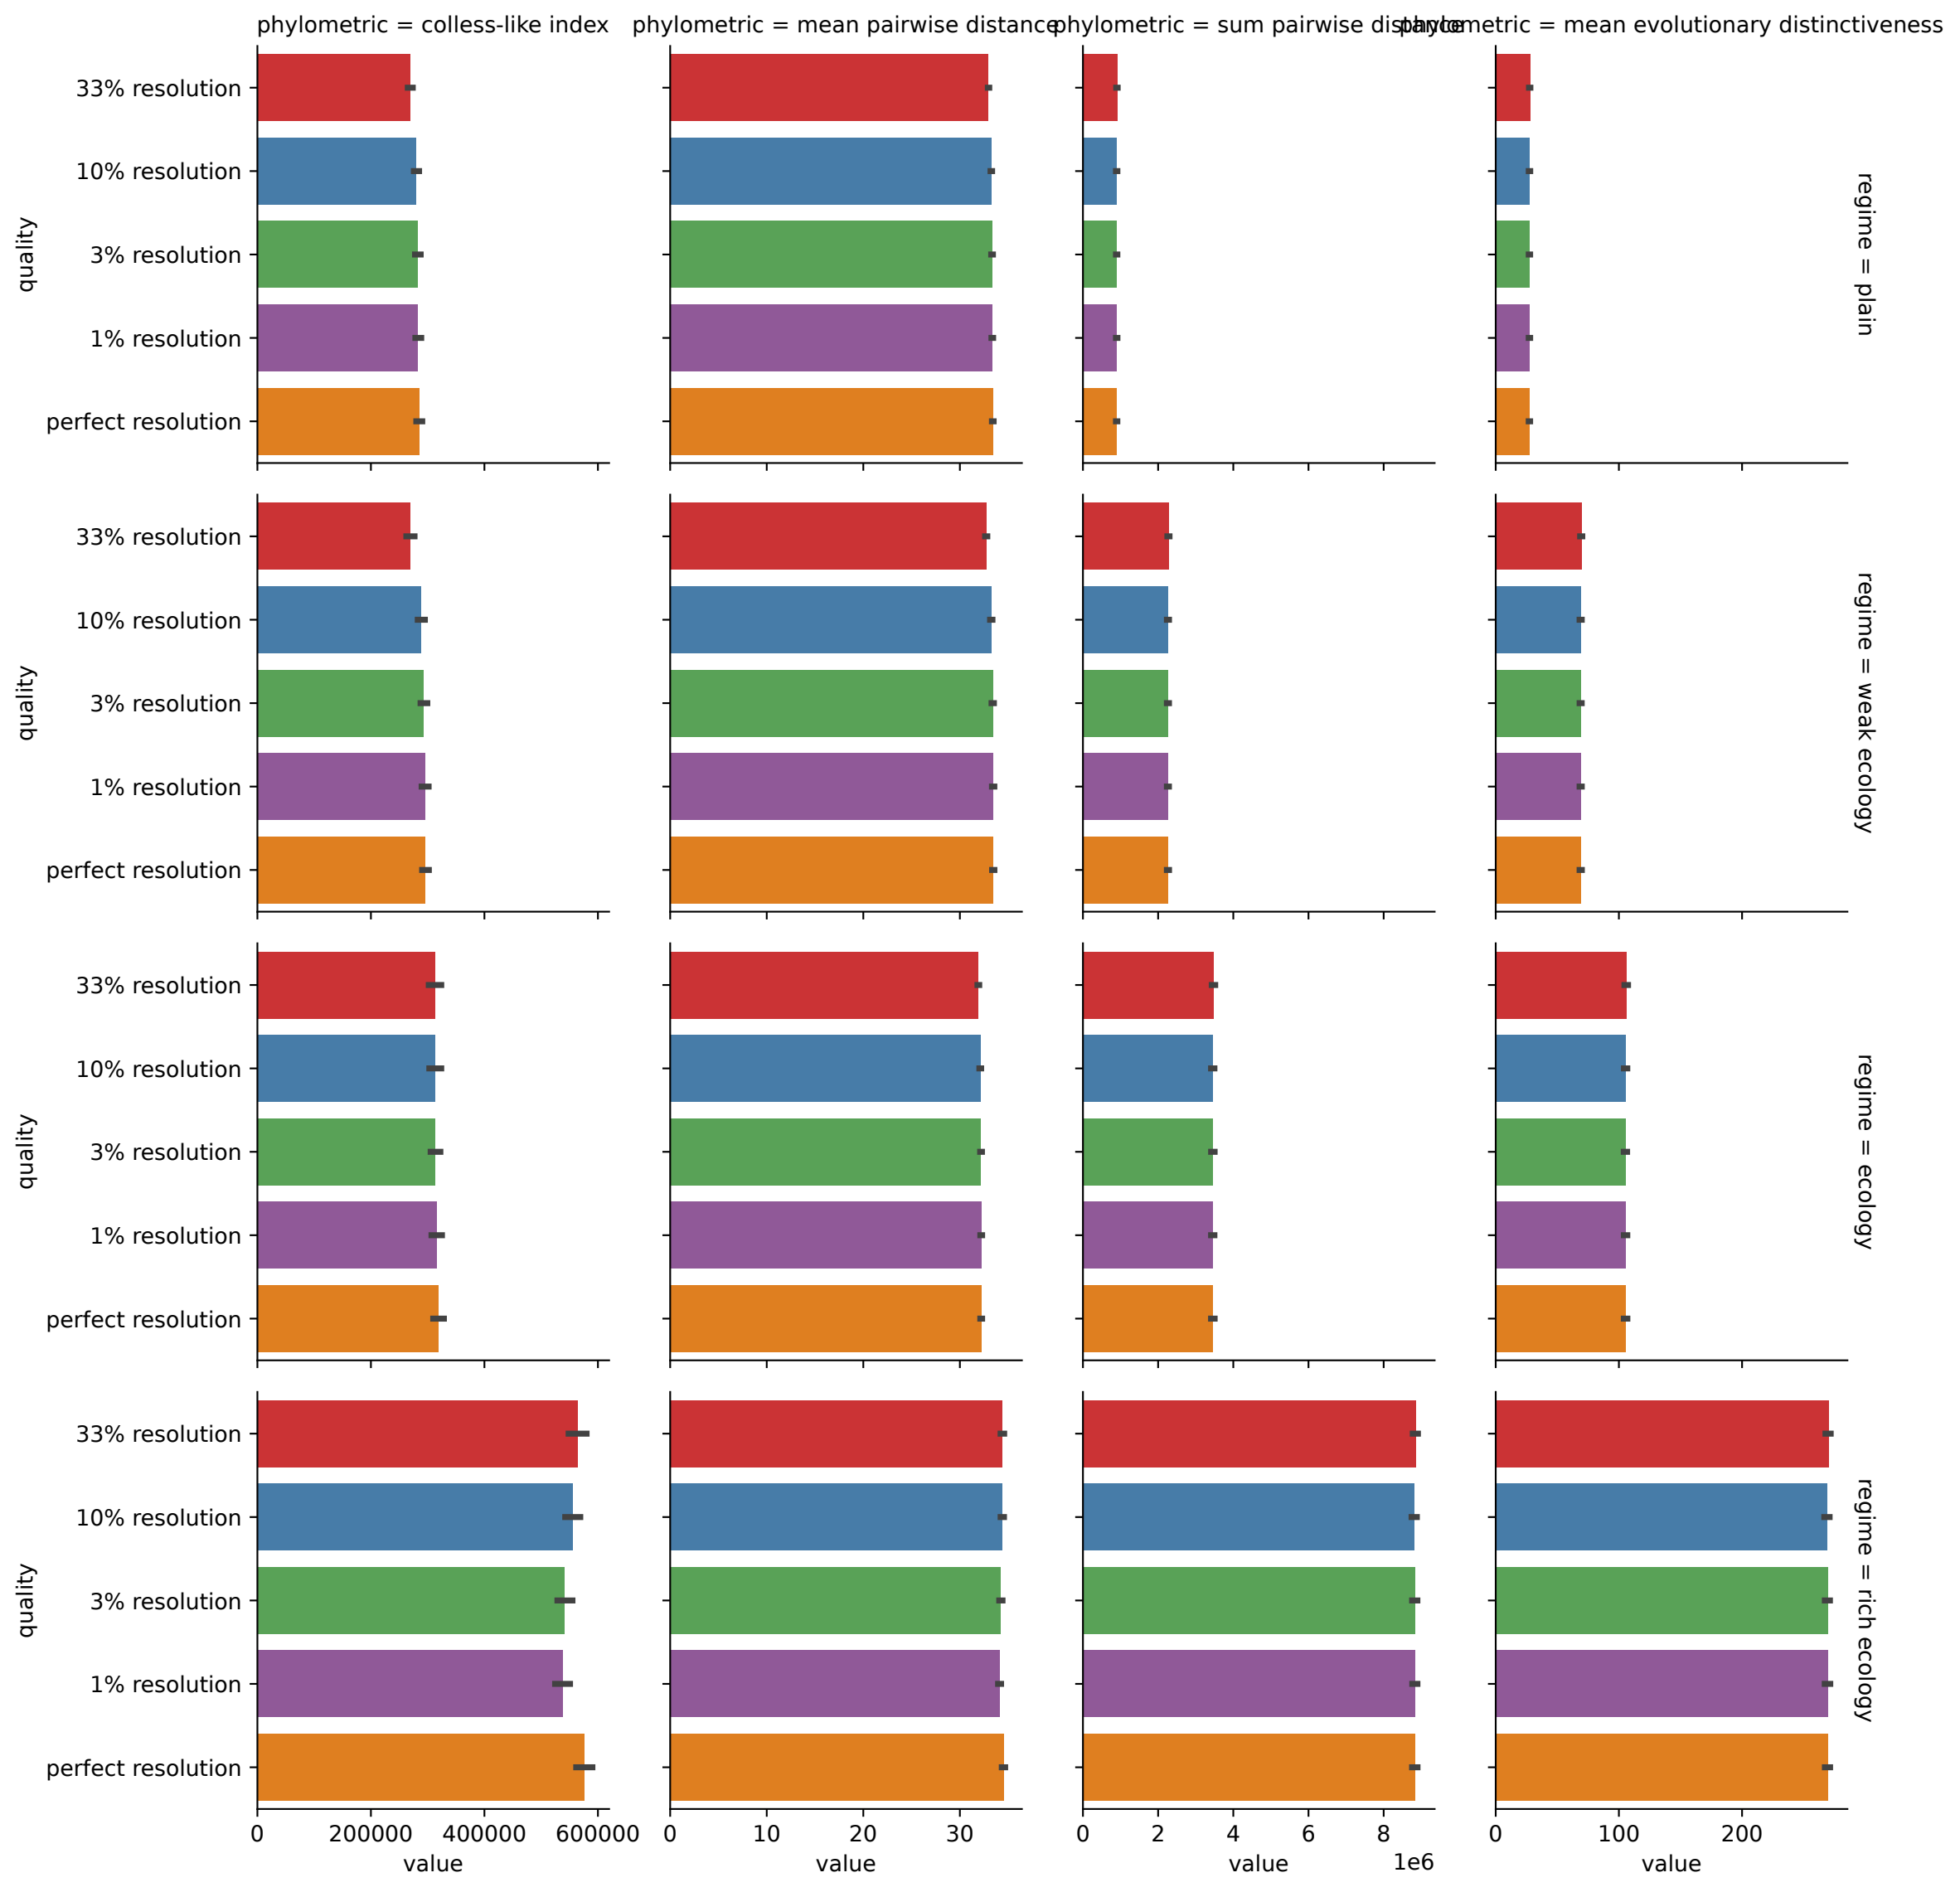 phylometric = colless-like index
phylometric = mean pairwise distance
phylometric = sum pairwise distance
phylometric = mean evolutionary distinctiveness
quality
33% resolution
10% resolution
3% resolution
1% resolution
perfect resolution
regime = plain
quality
33% resolution
10% resolution
3% resolution
1% resolution
perfect resolution
regime = weak ecology
quality
33% resolution
10% resolution
3% resolution
1% resolution
perfect resolution
regime = ecology
quality
33% resolution
10% resolution
3% resolution
1% resolution
perfect resolution
regime = rich ecology
0 200000 400000 600000
value
0 10 20 30
value
0 2 4 6 8
1e6
value
0 100 200
value